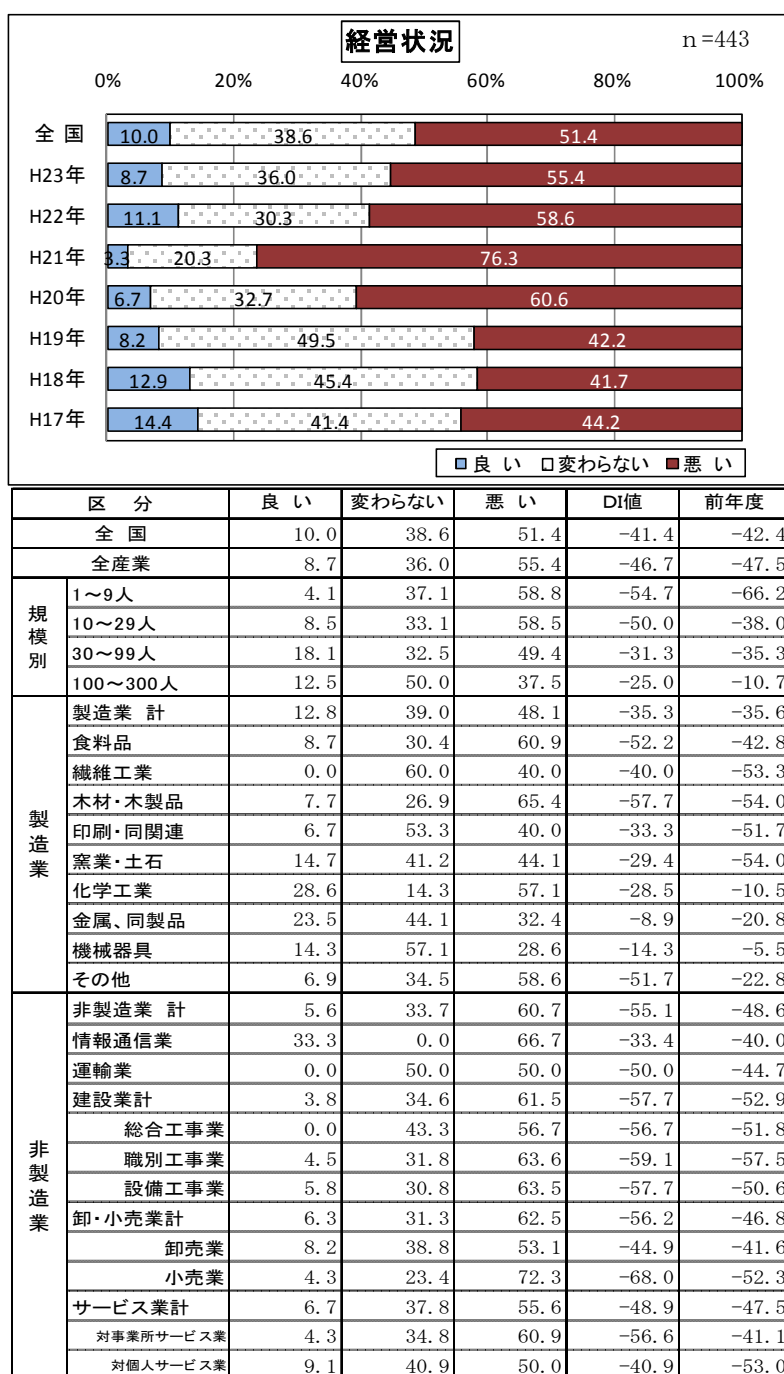 経営状況
n=443
0% 20% 40% 60% 80% 100%
全 国 10.0 38.6 51.4
H23年 8.7 36.0 55.4
H22年 11.1 30.3 58.6
H21年 3.3 20.3 76.3
H20年 6.7 32.7 60.6
H19年 8.2 49.5 42.2
H18年 12.9 45.4 41.7
H17年 14.4 41.4 44.2
良 い 変わらない 悪 い
区 分 良 い 変わらない 悪 い DI値 前年度
全 国 10.0 38.6 51.4 -41.4 -42.4
全産業 8.7 36.0 55.4 -46.7 -47.5
規模別
1～9人 4.1 37.1 58.8 -54.7 -66.2
10～29人 8.5 33.1 58.5 -50.0 -38.0
30～99人 18.1 32.5 49.4 -31.3 -35.3
100～300人 12.5 50.0 37.5 -25.0 -10.7
製造業
製造業 計 12.8 39.0 48.1 -35.3 -35.6
食料品 8.7 30.4 60.9 -52.2 -42.8
繊維工業 0.0 60.0 40.0 -40.0 -53.3
木材・木製品 7.7 26.9 65.4 -57.7 -54.0
印刷・同関連 6.7 53.3 40.0 -33.3 -51.7
窯業・土石 14.7 41.2 44.1 -29.4 -54.0
化学工業 28.6 14.3 57.1 -28.5 -10.5
金属、同製品 23.5 44.1 32.4 -8.9 -20.8
機械器具 14.3 57.1 28.6 -14.3 -5.5
その他 6.9 34.5 58.6 -51.7 -22.8
非製造業
非製造業 計 5.6 33.7 60.7 -55.1 -48.6
情報通信業 33.3 0.0 66.7 -33.4 -40.0
運輸業 0.0 50.0 50.0 -50.0 -44.7
建設業計 3.8 34.6 61.5 -57.7 -52.9
総合工事業 0.0 43.3 56.7 -56.7 -51.8
職別工事業 4.5 31.8 63.6 -59.1 -57.5
設備工事業 5.8 30.8 63.5 -57.7 -50.6
卸・小売業計 6.3 31.3 62.5 -56.2 -46.8
卸売業 8.2 38.8 53.1 -44.9 -41.6
小売業 4.3 23.4 72.3 -68.0 -52.3
サービス業計 6.7 37.8 55.6 -48.9 -47.5
対事業所サービス業 4.3 34.8 60.9 -56.6 -41.1
対個人サービス業 9.1 40.9 50.0 -40.9 -53.0